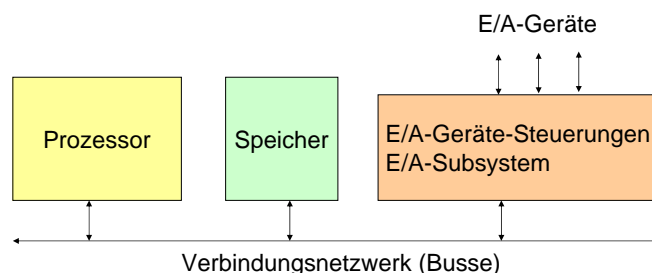 E/A-Geräte
Prozessor
Speicher
E/A-Geräte-Steuerungen
E/A-Subsystem
Verbindungsnetzwerk (Busse)